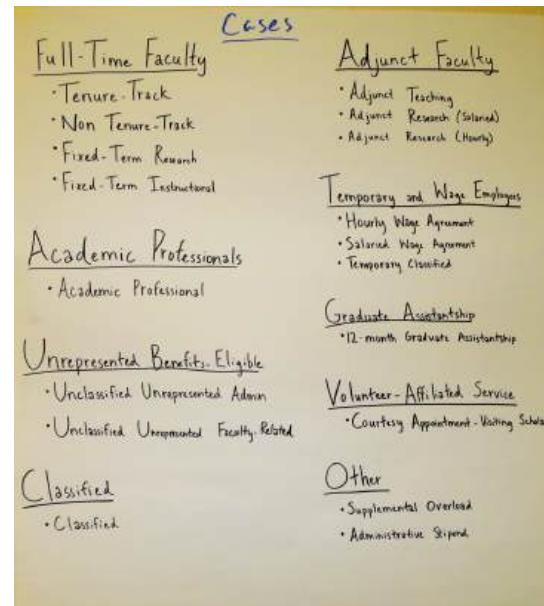 Cases
Full-Time Faculty
• Tenure-Track
• Non Tenure-Track
• Fixed-Term Research
• Fixed-Term Instructional
Academic Professionals
• Academic Professional
Unrepresented Benefits-Eligible
• Unclassified Unrepresented Admin
• Unclassified Unrepresented Faculty-Related
Classified
• Classified
Adjunct Faculty
• Adjunct Teaching
• Adjunct Research (Salaried)
• Adjunct Research (Hourly)
Temporary and Wage Employees
• Hourly Wage Agreement
• Salaried Wage Agreement
• Temporary Classified
Graduate Assistantship
• 12-month Graduate Assistantship
Volunteer-Affiliated Service
• Courtesy Appointment-Visiting Schola
Other
• Supplemental Overload
• Administrative Stipend